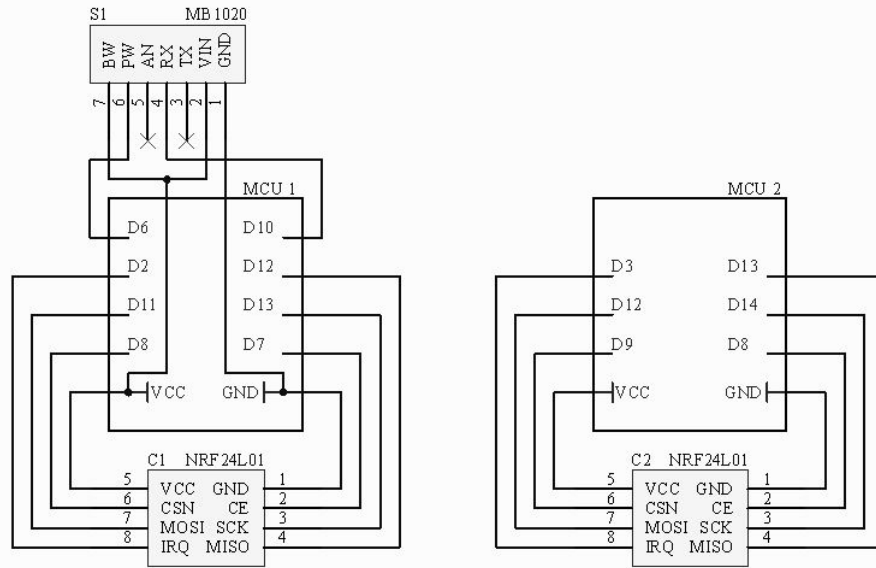 S1 MB1020
BW PW AN RX TX VIN GND
7 6 5 4 3 2 1
MCU 1
D6 D10
D2 D12
D11 D13
D8 D7
VCC GND
C1 NRF24L01
5 VCC GND 1
6 CSN CE 2
7 MOSI SCK 3
8 IRQ MISO 4
MCU 2
D3 D13
D12 D14
D9 D8
VCC GND
C2 NRF24L01
5 VCC GND 1
6 CSN CE 2
7 MOSI SCK 3
8 IRQ MISO 4